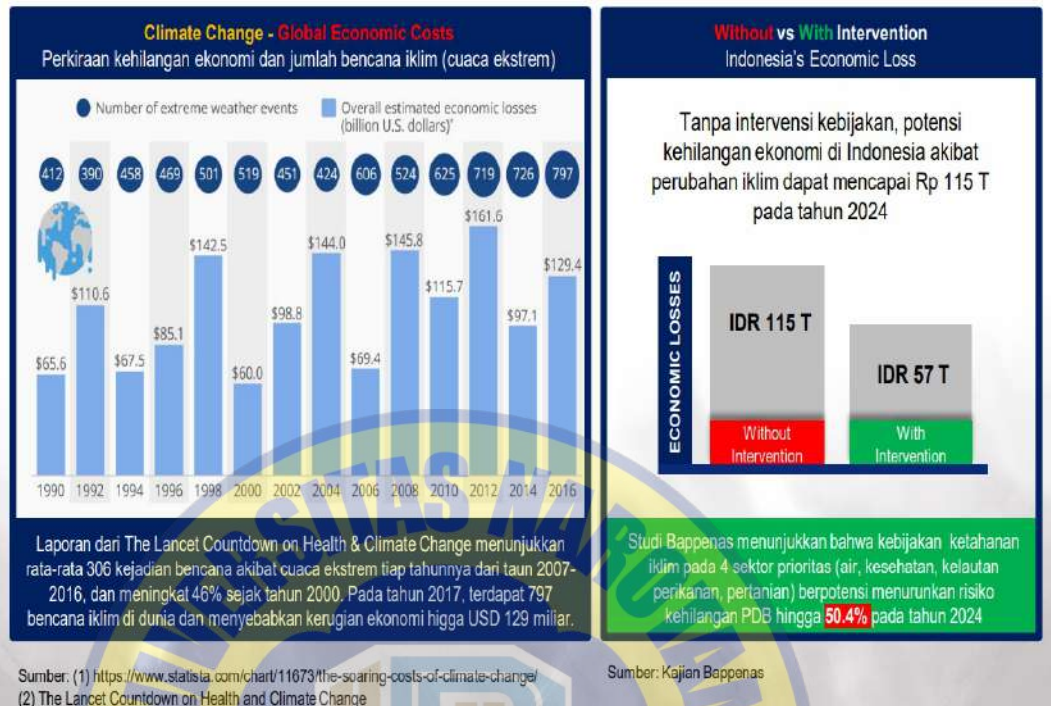 Climate Change - Global Economic Costs
Perkiraan kehilangan ekonomi dan jumlah bencana iklim (cuaca ekstrem)
Number of extreme weather events
Overall estimated economic losses
(billion U.S. dollars)*
412 390 458 469 501 519 451 424 606 524 625 719 726 797
$65.6 $110.6 $67.5 $85.1 $142.5 $60.0 $98.8 $144.0 $69.4 $145.8 $115.7 $161.6 $97.1 $129.4
1990 1992 1994 1996 1998 2000 2002 2004 2006 2008 2010 2012 2014 2016
Laporan dari The Lancet Countdown on Health & Climate Change menunjukkan
rata-rata 306 kejadian bencana akibat cuaca ekstrem tiap tahunnya dari taun 2007-
2016, dan meningkat 46% sejak tahun 2000. Pada tahun 2017, terdapat 797
bencana iklim di dunia dan menyebabkan kerugian ekonomi higga USD 129 miliar.
Sumber: (1) https://www.statista.com/chart/11673/the-soaring-costs-of-climate-change/
(2) The Lancet Countdown on Health and Climate Change
Without vs With Intervention
Indonesia's Economic Loss
Tanpa intervensi kebijakan, potensi
kehilangan ekonomi di Indonesia akibat
perubahan iklim dapat mencapai Rp 115 T
pada tahun 2024
ECONOMIC LOSSES
IDR 115 T
Without
Intervention
IDR 57 T
With
Intervention
Studi Bappenas menunjukkan bahwa kebijakan ketahanan
iklim pada 4 sektor prioritas (air, kesehatan, kelautan
perikanan, pertanian) berpotensi menurunkan risiko
kehilangan PDB hingga 50.4% pada tahun 2024
Sumber: Kajian Bappenas